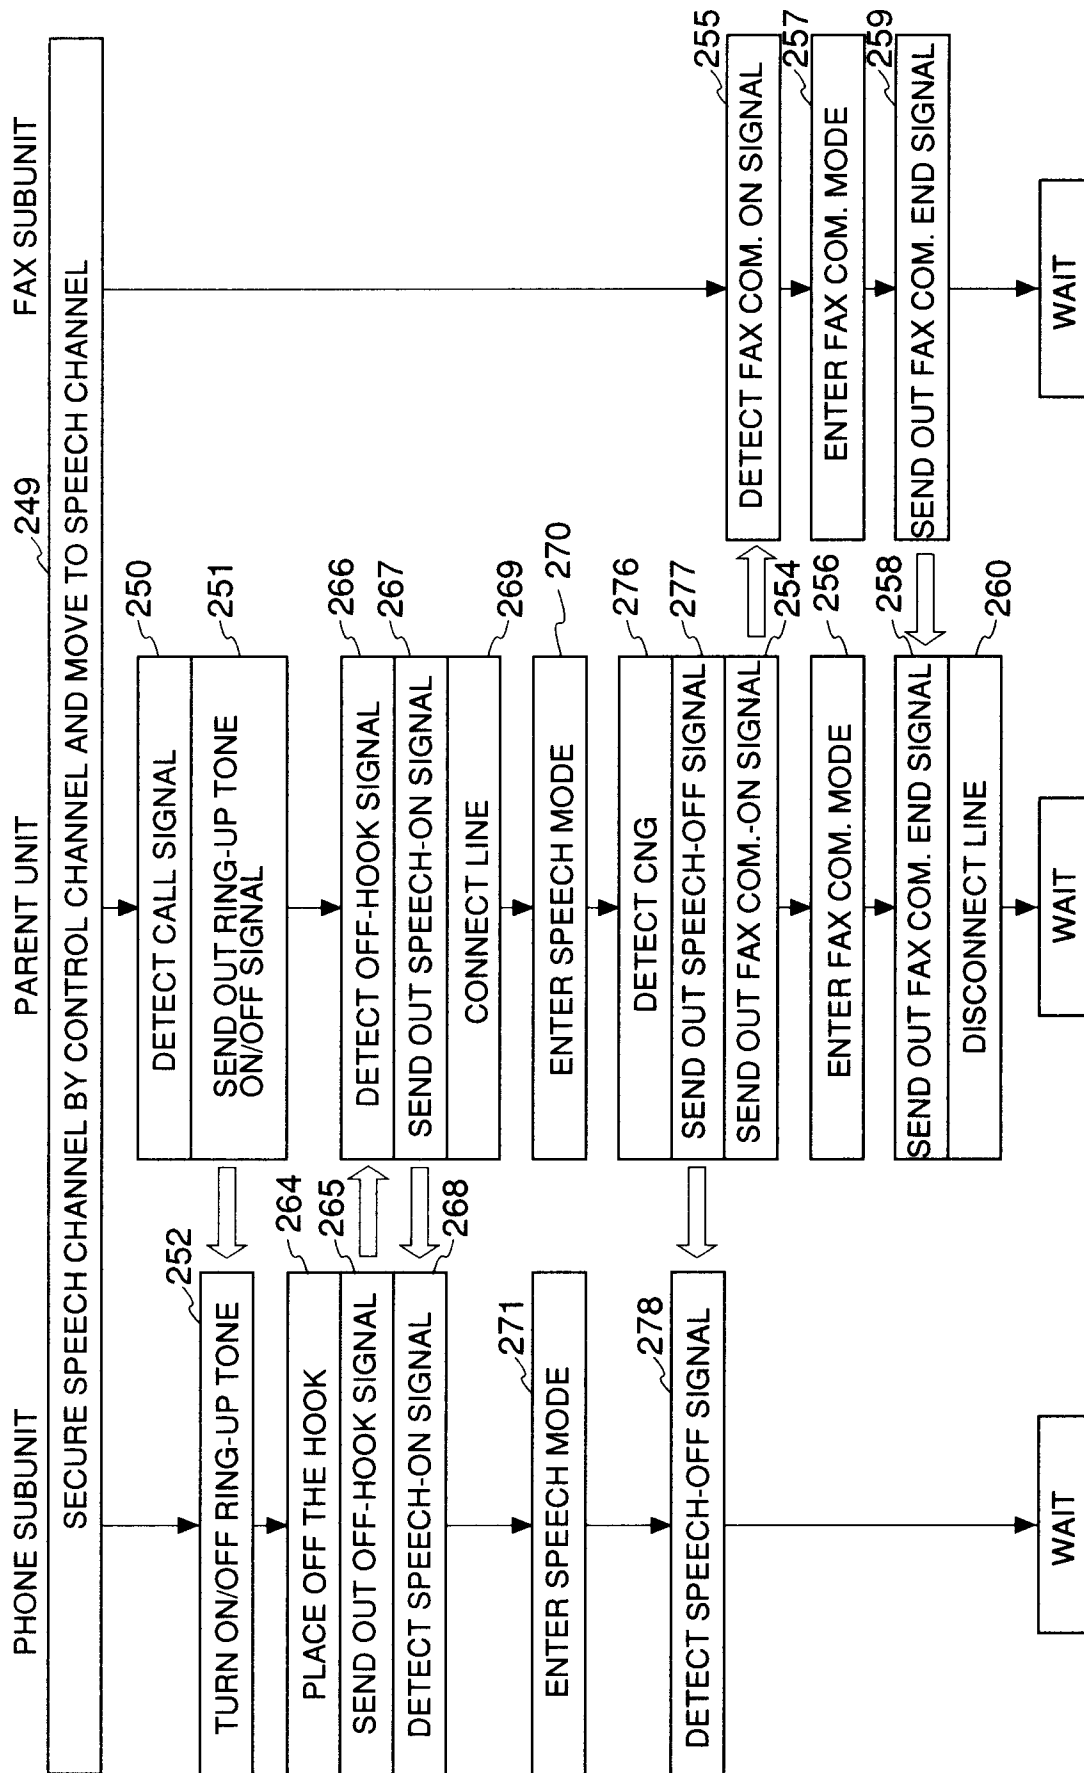 PHONE SUBUNIT
PARENT UNIT
FAX SUBUNIT
249
SECURE SPEECH CHANNEL BY CONTROL CHANNEL AND MOVE TO SPEECH CHANNEL
250
DETECT CALL SIGNAL
251
SEND OUT RING-UP TONE
ON/OFF SIGNAL
252
TURN ON/OFF RING-UP TONE
264
PLACE OFF THE HOOK
265
SEND OUT OFF-HOOK SIGNAL
266
DETECT OFF-HOOK SIGNAL
267
SEND OUT SPEECH-ON SIGNAL
268
DETECT SPEECH-ON SIGNAL
269
CONNECT LINE
270
ENTER SPEECH MODE
271
ENTER SPEECH MODE
276
DETECT CNG
277
SEND OUT SPEECH-OFF SIGNAL
278
DETECT SPEECH-OFF SIGNAL
254
SEND OUT FAX COM.-ON SIGNAL
255
DETECT FAX COM. ON SIGNAL
256
ENTER FAX COM. MODE
257
ENTER FAX COM. MODE
258
SEND OUT FAX COM. END SIGNAL
259
SEND OUT FAX COM. END SIGNAL
260
DISCONNECT LINE
WAIT
WAIT
WAIT